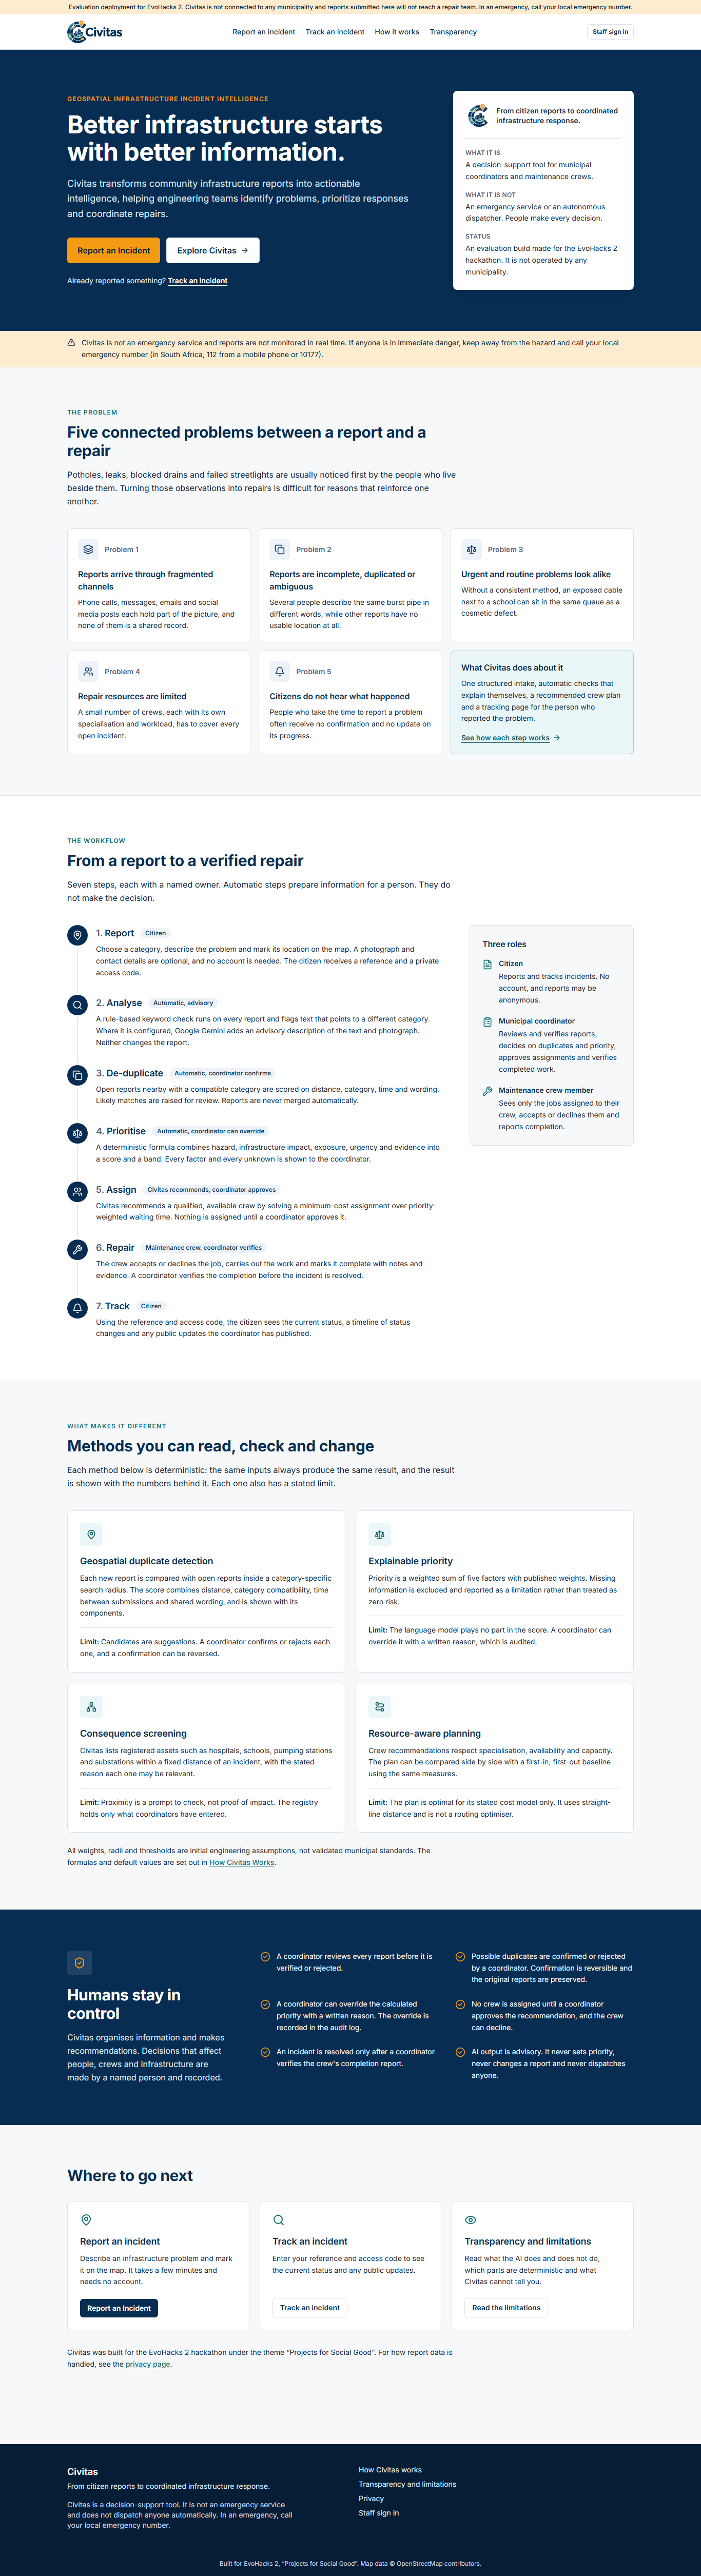 Evaluation deployment for EvoHacks 2. Civitas is not connected to any municipality and reports submitted here will not reach a repair team. In an emergency, call your local emergency number.
Civitas
Report an incident
Track an incident
How it works
Transparency
Staff sign in
GEOSPATIAL INFRASTRUCTURE INCIDENT INTELLIGENCE
Better infrastructure starts
with better information.
Civitas transforms community infrastructure reports into actionable
intelligence, helping engineering teams identify problems, prioritize responses
and coordinate repairs.
Report an Incident
Explore Civitas
Already reported something? Track an incident
From citizen reports to coordinated
infrastructure response.
WHAT IT IS
A decision-support tool for municipal
coordinators and maintenance crews.
WHAT IT IS NOT
An emergency service or an autonomous
dispatcher. People make every decision.
STATUS
An evaluation build made for the EvoHacks 2
hackathon. It is not operated by any
municipality.
Civitas is not an emergency service and reports are not monitored in real time. If anyone is in immediate danger, keep away from the hazard and call your local
emergency number (in South Africa, 112 from a mobile phone or 10177).
THE PROBLEM
Five connected problems between a report and a
repair
Potholes, leaks, blocked drains and failed streetlights are usually noticed first by the people who live
beside them. Turning those observations into repairs is difficult for reasons that reinforce one
another.
Problem 1
Reports arrive through fragmented
channels
Phone calls, messages, emails and social
media posts each hold part of the picture, and
none of them is a shared record.
Problem 2
Reports are incomplete, duplicated or
ambiguous
Several people describe the same burst pipe in
different words, while other reports have no
usable location at all.
Problem 3
Urgent and routine problems look alike
Without a consistent method, an exposed cable
next to a school can sit in the same queue as a
cosmetic defect.
Problem 4
Repair resources are limited
A small number of crews, each with its own
specialisation and workload, has to cover every
open incident.
Problem 5
Citizens do not hear what happened
People who take the time to report a problem
often receive no confirmation and no update on
its progress.
What Civitas does about it
One structured intake, automatic checks that
explain themselves, a recommended crew plan
and a tracking page for the person who
reported the problem.
See how each step works
THE WORKFLOW
From a report to a verified repair
Seven steps, each with a named owner. Automatic steps prepare information for a person. They do
not make the decision.
1. Report Citizen
Choose a category, describe the problem and mark its location on the map. A photograph and
contact details are optional, and no account is needed. The citizen receives a reference and a private
access code.
2. Analyse Automatic, advisory
A rule-based keyword check runs on every report and flags text that points to a different category.
Where it is configured, Google Gemini adds an advisory description of the text and photograph.
Neither changes the report.
3. De-duplicate Automatic, coordinator confirms
Open reports nearby with a compatible category are scored on distance, category, time and wording.
Likely matches are raised for review. Reports are never merged automatically.
4. Prioritise Automatic, coordinator can override
A deterministic formula combines hazard, infrastructure impact, exposure, urgency and evidence into
a score and a band. Every factor and every unknown is shown to the coordinator.
5. Assign Civitas recommends, coordinator approves
Civitas recommends a qualified, available crew by solving a minimum-cost assignment over priority-
weighted waiting time. Nothing is assigned until a coordinator approves it.
6. Repair Maintenance crew, coordinator verifies
The crew accepts or declines the job, carries out the work and marks it complete with notes and
evidence. A coordinator verifies the completion before the incident is resolved.
7. Track Citizen
Using the reference and access code, the citizen sees the current status, a timeline of status
changes and any public updates the coordinator has published.
Three roles
Citizen
Reports and tracks incidents. No
account, and reports may be
anonymous.
Municipal coordinator
Reviews and verifies reports,
decides on duplicates and priority,
approves assignments and verifies
completed work.
Maintenance crew member
Sees only the jobs assigned to their
crew, accepts or declines them and
reports completion.
WHAT MAKES IT DIFFERENT
Methods you can read, check and change
Each method below is deterministic: the same inputs always produce the same result, and the result
is shown with the numbers behind it. Each one also has a stated limit.
Geospatial duplicate detection
Each new report is compared with open reports inside a category-specific
search radius. The score combines distance, category compatibility, time
between submissions and shared wording, and is shown with its
components.
Limit: Candidates are suggestions. A coordinator confirms or rejects each
one, and a confirmation can be reversed.
Explainable priority
Priority is a weighted sum of five factors with published weights. Missing
information is excluded and reported as a limitation rather than treated as
zero risk.
Limit: The language model plays no part in the score. A coordinator can
override it with a written reason, which is audited.
Consequence screening
Civitas lists registered assets such as hospitals, schools, pumping stations
and substations within a fixed distance of an incident, with the stated
reason each one may be relevant.
Limit: Proximity is a prompt to check, not proof of impact. The registry
holds only what coordinators have entered.
Resource-aware planning
Crew recommendations respect specialisation, availability and capacity.
The plan can be compared side by side with a first-in, first-out baseline
using the same measures.
Limit: The plan is optimal for its stated cost model only. It uses straight-
line distance and is not a routing optimiser.
All weights, radii and thresholds are initial engineering assumptions, not validated municipal standards. The
formulas and default values are set out in How Civitas Works.
Humans stay in
control
Civitas organises information and makes
recommendations. Decisions that affect
people, crews and infrastructure are
made by a named person and recorded.
A coordinator reviews every report before it is
verified or rejected.
Possible duplicates are confirmed or rejected
by a coordinator. Confirmation is reversible and
the original reports are preserved.
A coordinator can override the calculated
priority with a written reason. The override is
recorded in the audit log.
No crew is assigned until a coordinator
approves the recommendation, and the crew
can decline.
An incident is resolved only after a coordinator
verifies the crew's completion report.
AI output is advisory. It never sets priority,
never changes a report and never dispatches
anyone.
Where to go next
Report an incident
Describe an infrastructure problem and mark
it on the map. It takes a few minutes and
needs no account.
Report an Incident
Track an incident
Enter your reference and access code to see
the current status and any public updates.
Track an incident
Transparency and limitations
Read what the AI does and does not do,
which parts are deterministic and what
Civitas cannot tell you.
Read the limitations
Civitas was built for the EvoHacks 2 hackathon under the theme “Projects for Social Good”. For how report data is
handled, see the privacy page.
Civitas
From citizen reports to coordinated infrastructure response.
Civitas is a decision-support tool. It is not an emergency service
and does not dispatch anyone automatically. In an emergency, call
your local emergency number.
How Civitas works
Transparency and limitations
Privacy
Staff sign in
Built for EvoHacks 2, “Projects for Social Good”. Map data © OpenStreetMap contributors.